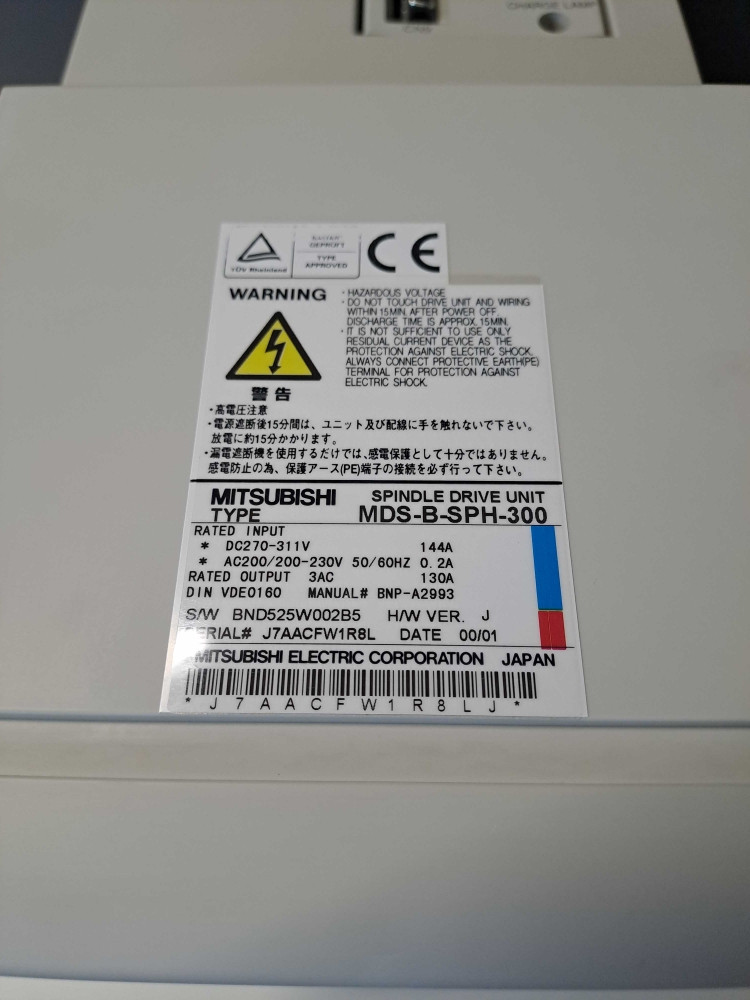 CHARGE LAMP
CN9
TÜV Rheinland
GEPRÜFT
TYPE
APPROVED
CE
WARNING
・HAZARDOUS VOLTAGE
・DO NOT TOUCH DRIVE UNIT AND WIRING
WITHIN 15MIN. AFTER POWER OFF.
DISCHARGE TIME IS APPROX. 15MIN.
・IT IS NOT SUFFICIENT TO USE ONLY
RESIDUAL CURRENT DEVICE AS THE
PROTECTION AGAINST ELECTRIC SHOCK.
ALWAYS CONNECT PROTECTIVE EARTH(PE)
TERMINAL FOR PROTECTION AGAINST
ELECTRIC SHOCK.
警告
・高電圧注意
・電源遮断後15分間は、ユニット及び配線に手を触れないで下さい。
放電に約15分かかります。
・漏電遮断機を使用するだけでは、感電保護として十分ではありません。
感電防止の為、保護アース(PE)端子の接続を必ず行って下さい。
MITSUBISHI SPINDLE DRIVE UNIT
TYPE MDS-B-SPH-300
RATED INPUT
* DC270-311V 144A
* AC200/200-230V 50/60HZ 0.2A
RATED OUTPUT 3AC 130A
DIN VDE0160 MANUAL# BNP-A2993
S/W BND525W002B5 H/W VER. J
SERIAL# J7AACFW1R8L DATE 00/01
MITSUBISHI ELECTRIC CORPORATION JAPAN
*J7AACFW1R8LJ*